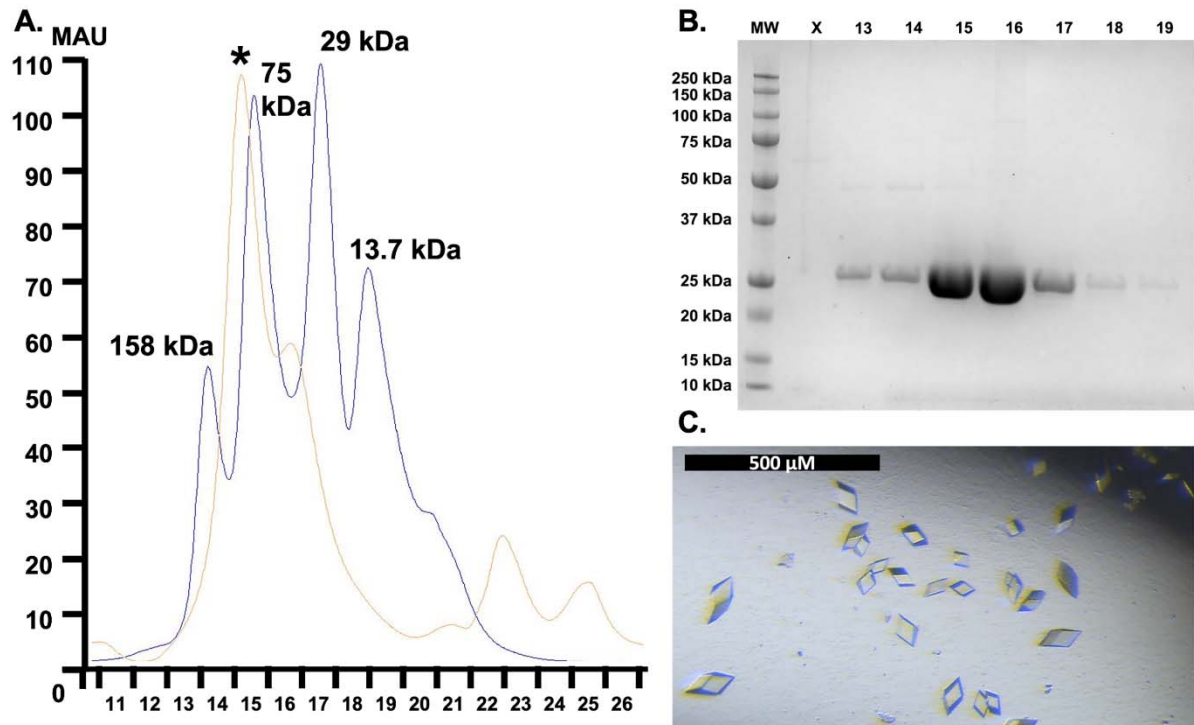 A.
MAU
110
100
90
80
70
60
50
40
30
20
10
0
*
75
kDa
29 kDa
13.7 kDa
158 kDa
11 12 13 14 15 16 17 18 19 20 21 22 23 24 25 26
B.
MW X 13 14 15 16 17 18 19
250 kDa
150 kDa
100 kDa
75 kDa
50 kDa
37 kDa
25 kDa
20 kDa
15 kDa
10 kDa
C.
500 µM